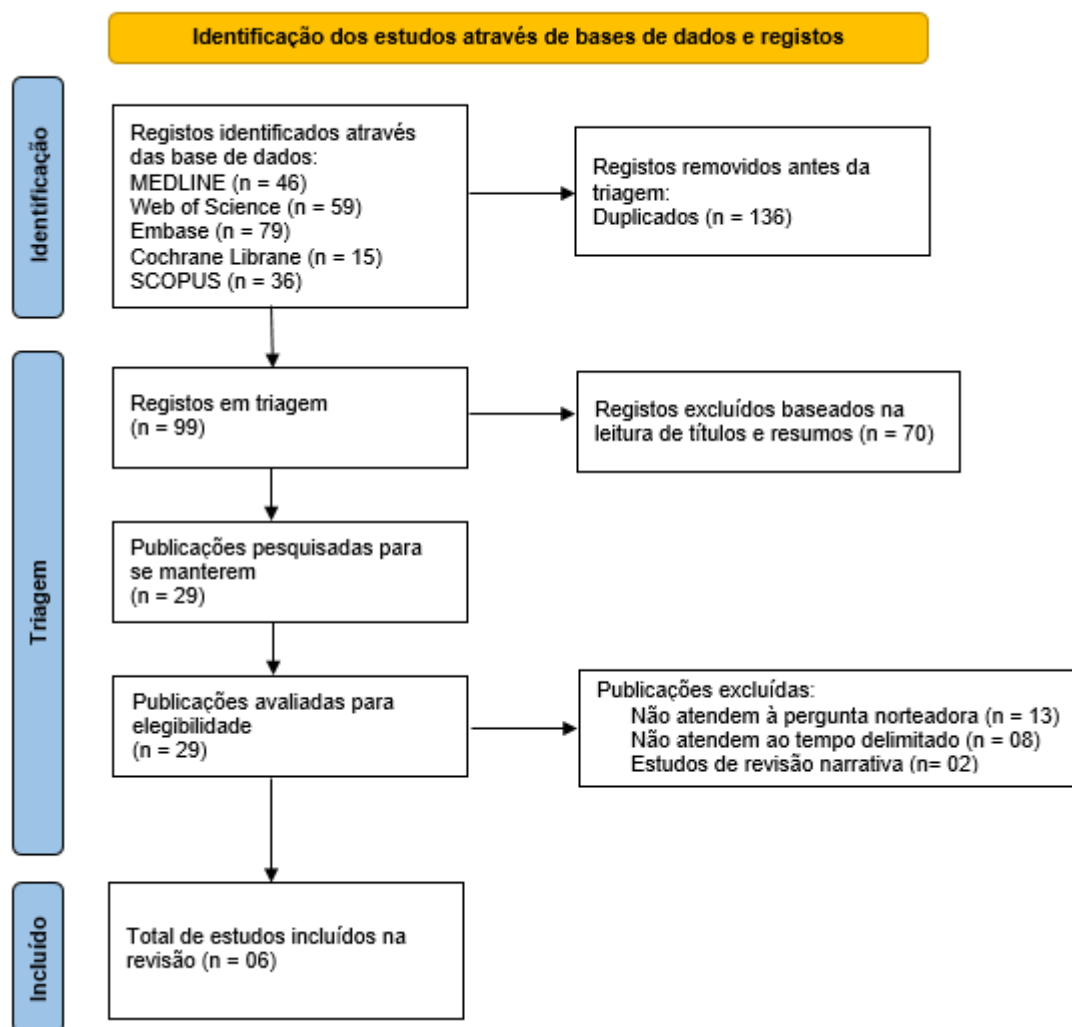 Identificação dos estudos através de bases de dados e registos
Identificação
Registos identificados através
das base de dados:
MEDLINE (n = 46)
Web of Science (n = 59)
Embase (n = 79)
Cochrane Librane (n = 15)
SCOPUS (n = 36)
Registos removidos antes da
triagem:
Duplicados (n = 136)
Triagem
Registos em triagem
(n = 99)
Registos excluídos baseados na
leitura de títulos e resumos (n = 70)
Publicações pesquisadas para
se manterem
(n = 29)
Publicações avaliadas para
elegibilidade
(n = 29)
Publicações excluídas:
Não atendem à pergunta norteadora (n = 13)
Não atendem ao tempo delimitado (n = 08)
Estudos de revisão narrativa (n= 02)
Incluído
Total de estudos incluídos na
revisão (n = 06)